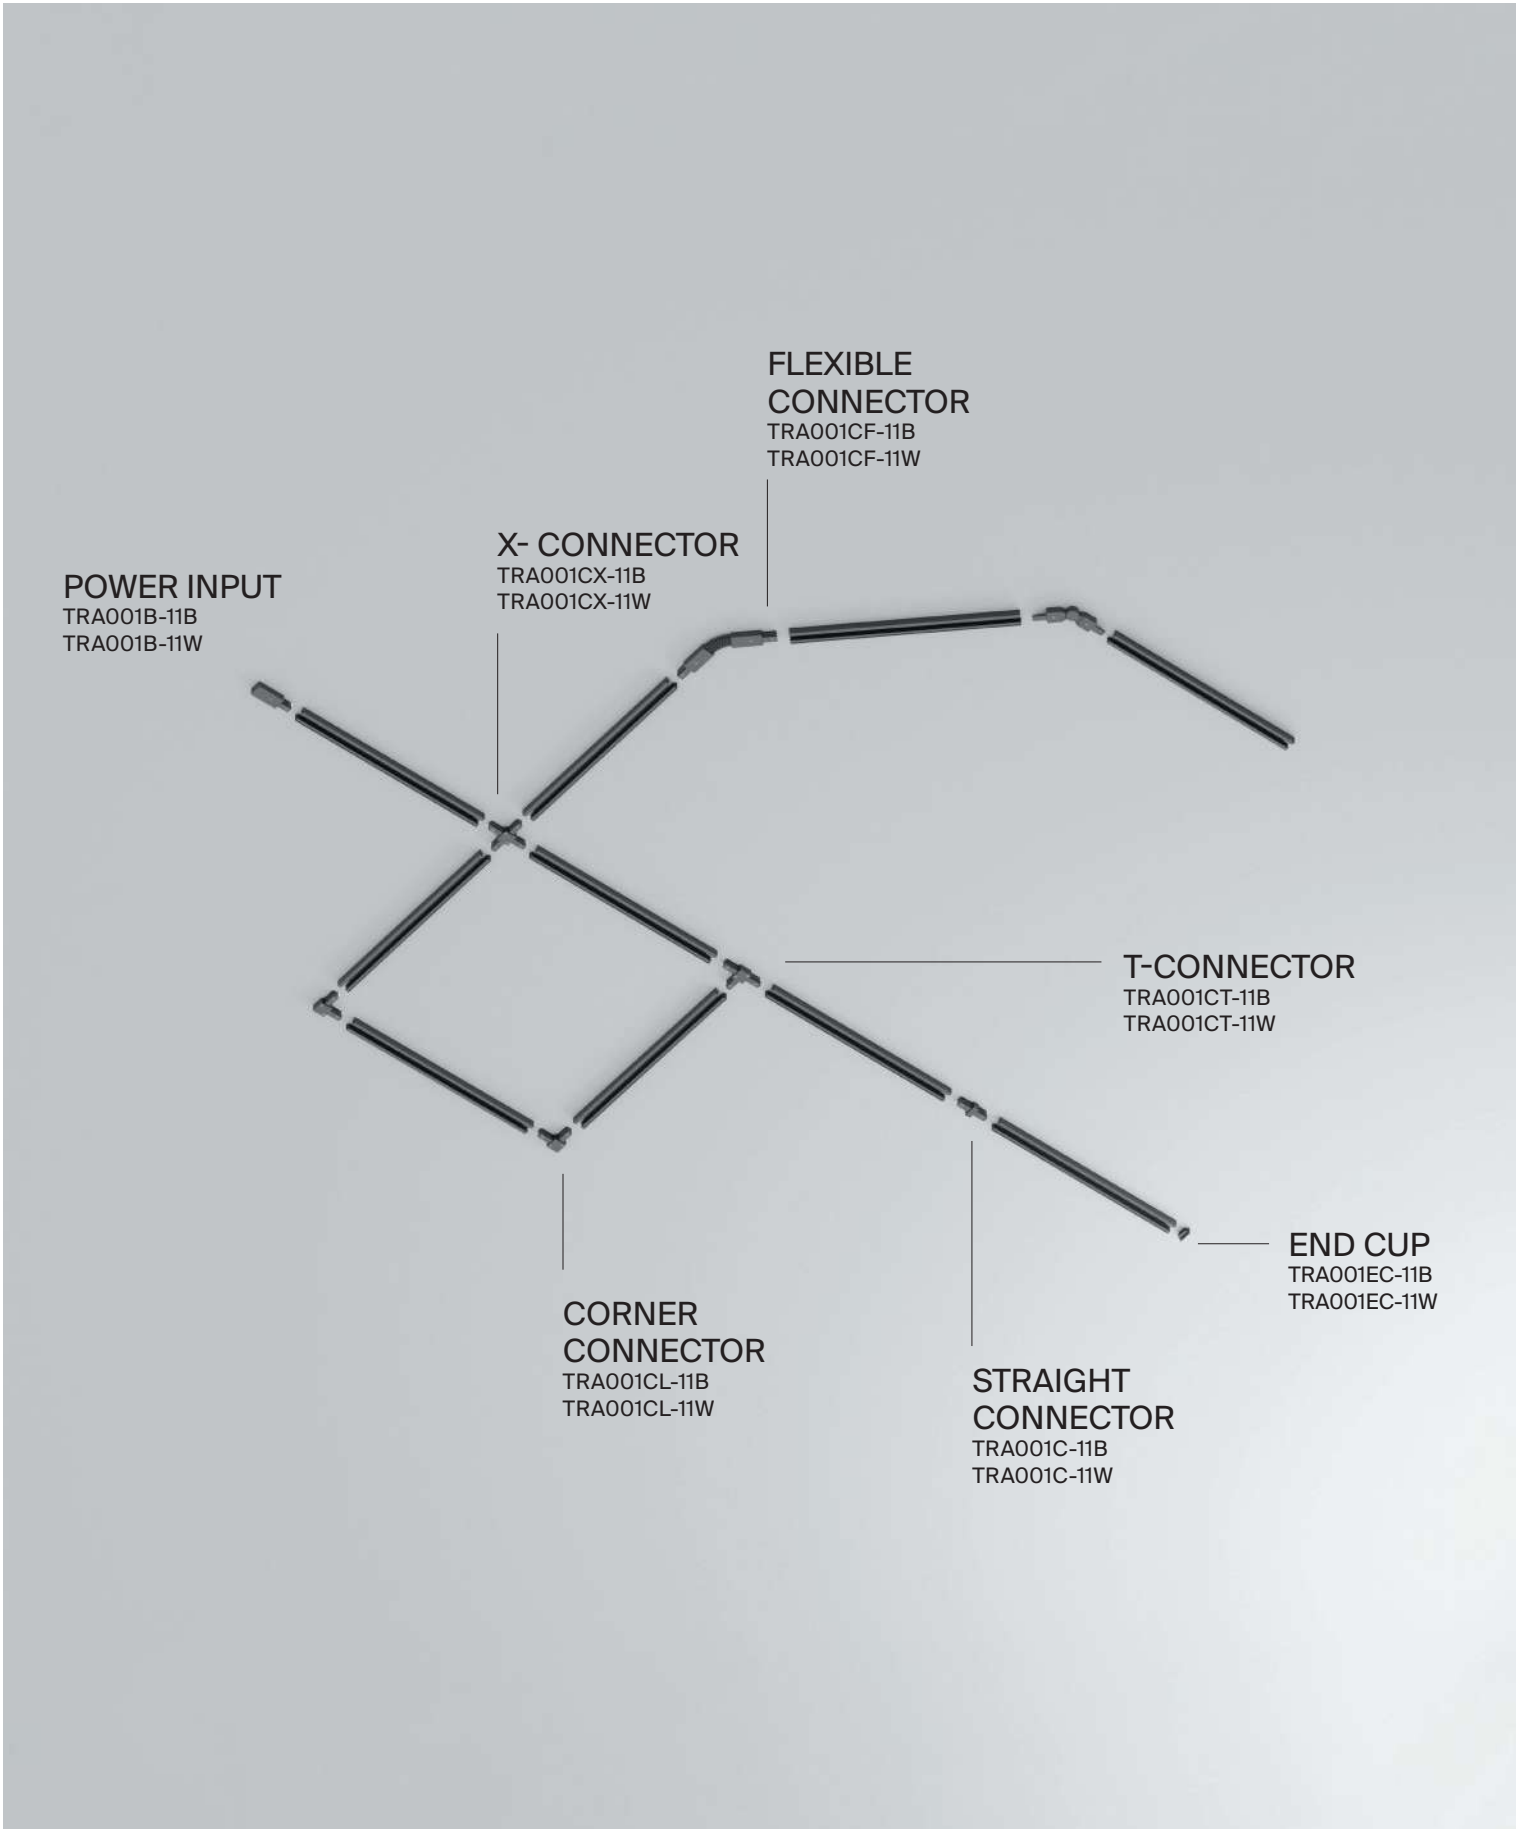 FLEXIBLE
CONNECTOR
TRA001CF-11B
TRA001CF-11W
X- CONNECTOR
TRA001CX-11B
TRA001CX-11W
POWER INPUT
TRA001B-11B
TRA001B-11W
T-CONNECTOR
TRA001CT-11B
TRA001CT-11W
END CUP
TRA001EC-11B
TRA001EC-11W
CORNER
CONNECTOR
TRA001CL-11B
TRA001CL-11W
STRAIGHT
CONNECTOR
TRA001C-11B
TRA001C-11W